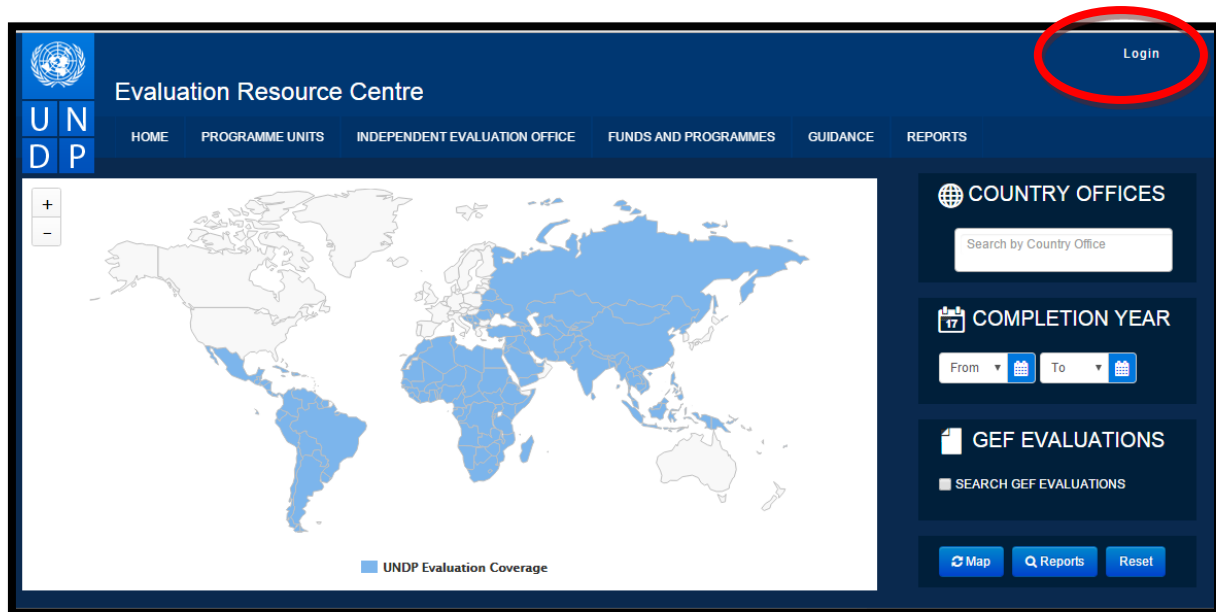 Login
Evaluation Resource Centre
U N
D P
HOME PROGRAMME UNITS INDEPENDENT EVALUATION OFFICE FUNDS AND PROGRAMMES GUIDANCE REPORTS
+
−
COUNTRY OFFICES
Search by Country Office
17 COMPLETION YEAR
From To
GEF EVALUATIONS
SEARCH GEF EVALUATIONS
UNDP Evaluation Coverage
Map Reports Reset